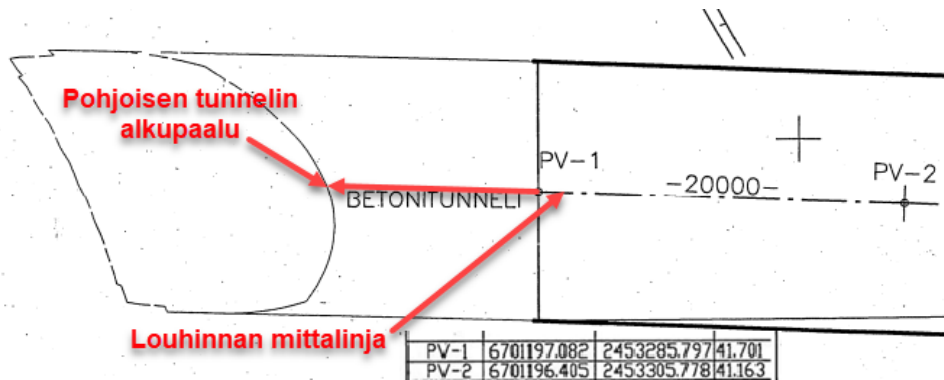 Pohjoisen tunnelin
alkupaalu
PV-1
-20000-
PV-2
BETONITUNNELI
Louhinnan mittalinja
PV-1 6701197.082 2453285.797 41.701
PV-2 6701196.405 2453305.778 41.163